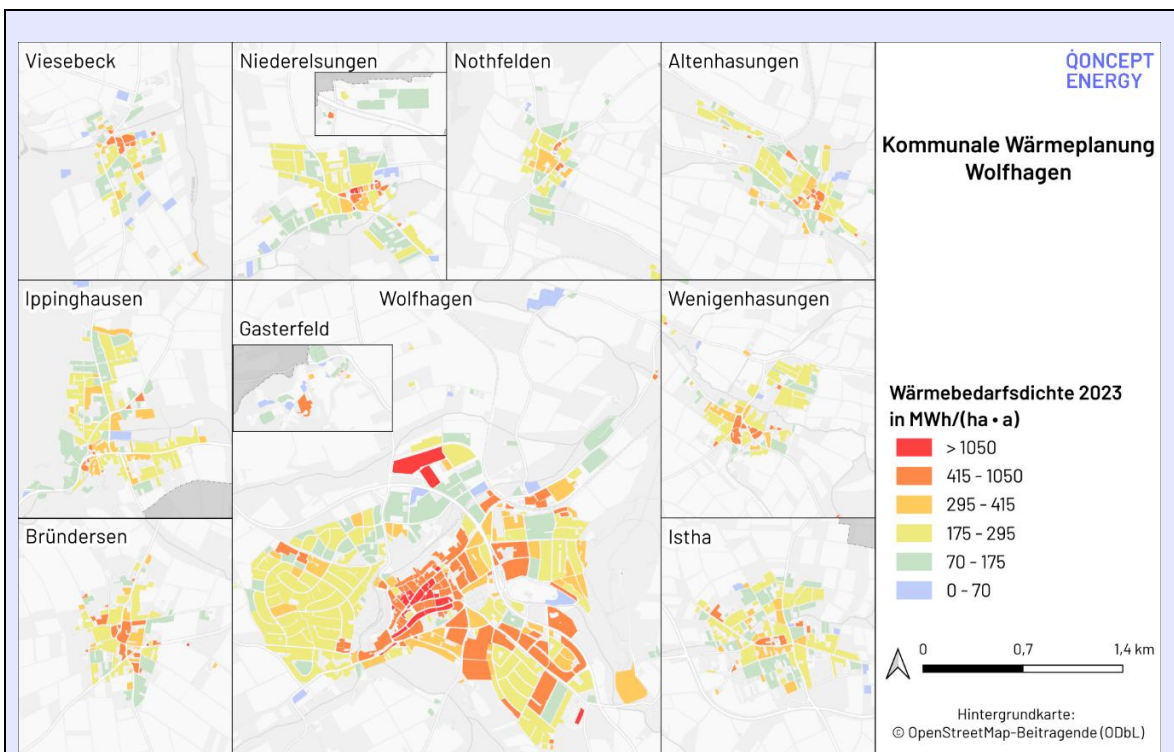 Viesebeck
Niederelsungen
Nothfelden
Altenhasungen
QONCEPT
ENERGY
Kommunale Wärmeplanung
Wolfhagen
Ippinghausen
Wolfhagen
Gasterfeld
Wenigenhasungen
Wärmebedarfsdichte 2023
in MWh/(ha • a)
> 1050
415 - 1050
295 - 415
175 - 295
70 - 175
0 - 70
Bründersen
Istha
0 0,7 1,4 km
Hintergrundkarte:
© OpenStreetMap-Beitragende (ODbL)